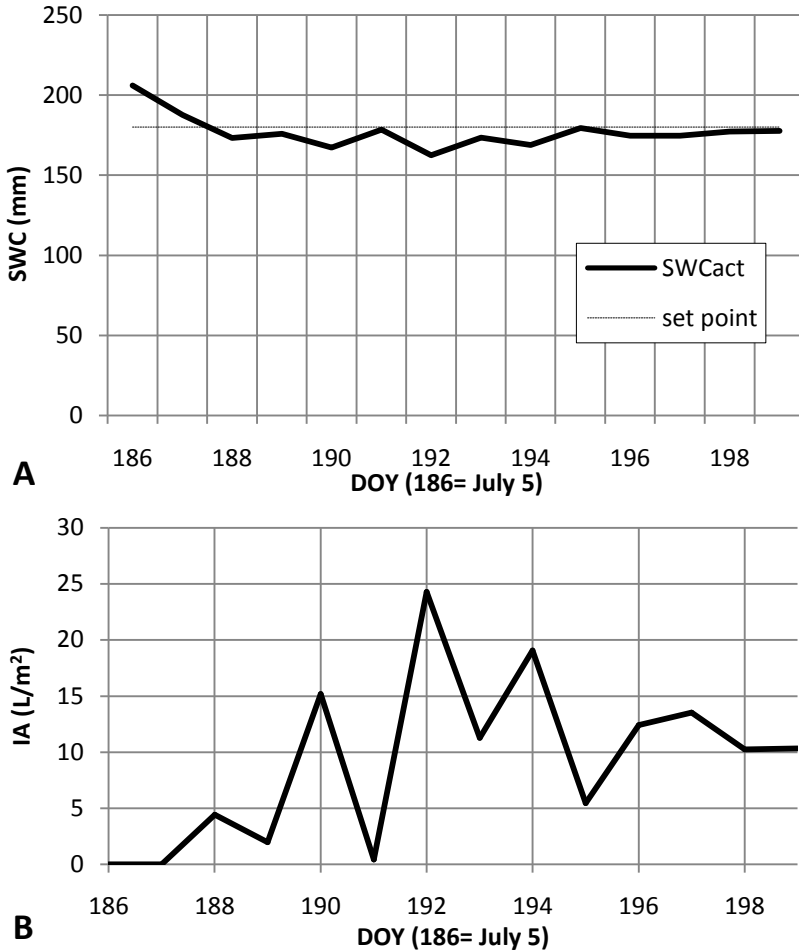 250
200
150
100
50
0
SWC (mm)
SWCact
set point
186 188 190 192 194 196 198
DOY (186= July 5)
A
30
25
20
15
10
5
0
IA (L/m²)
186 188 190 192 194 196 198
DOY (186= July 5)
B